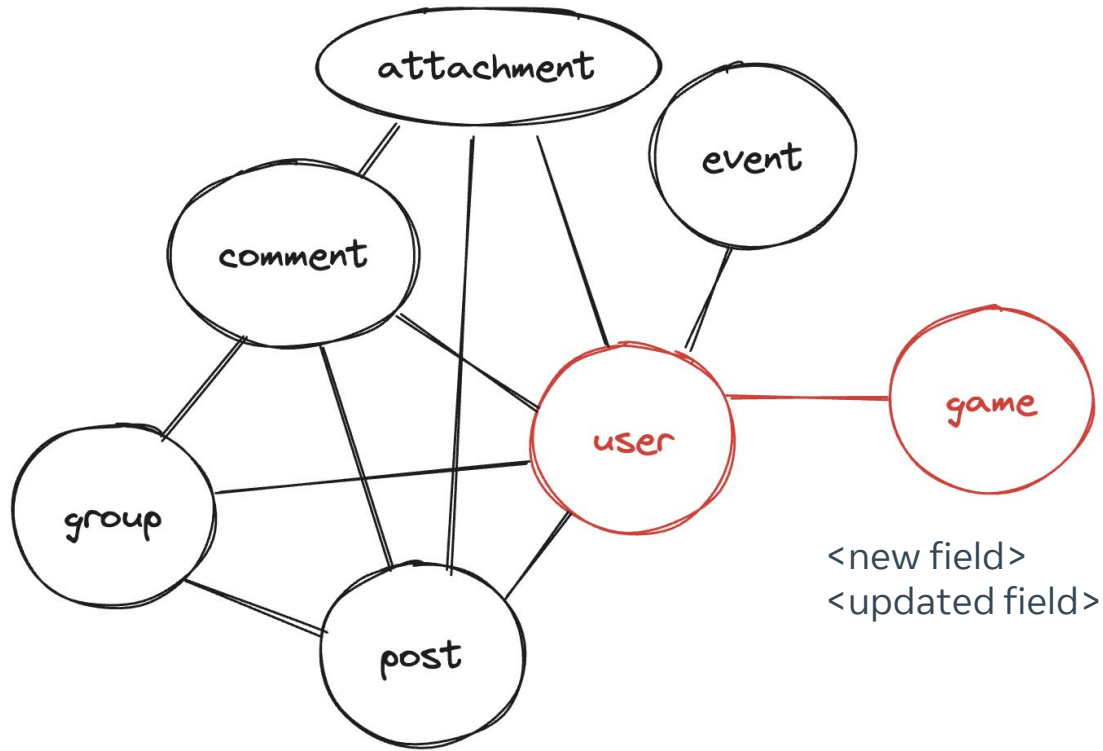 attachment
event
comment
game
user
group
<new field>
<updated field>
post